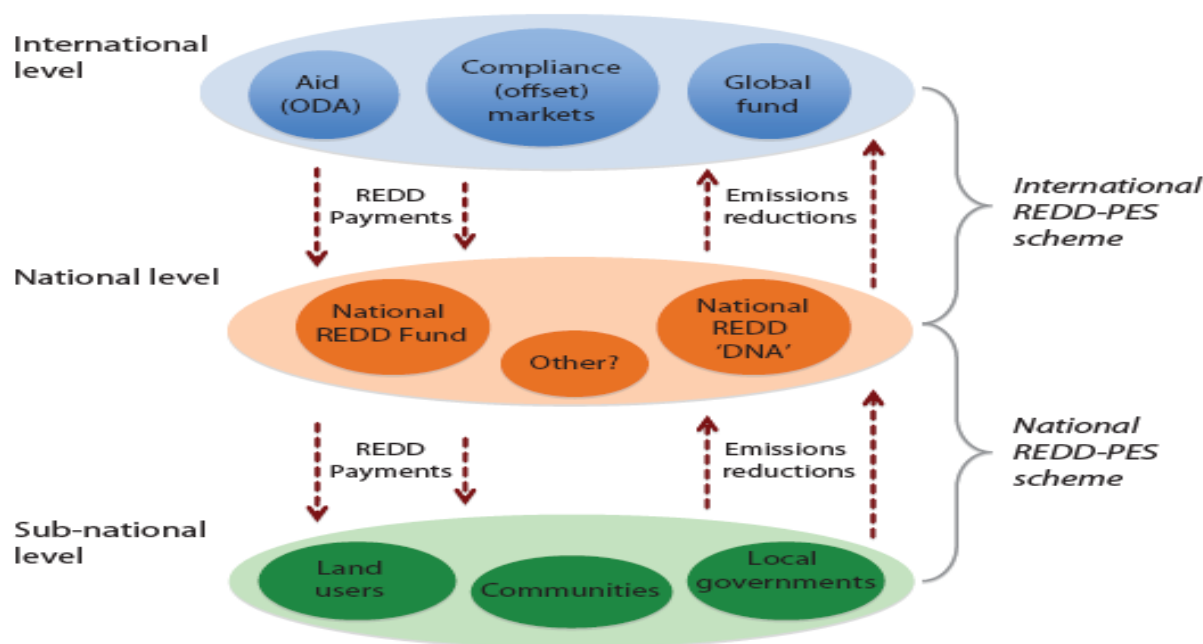 International
level
Aid
(ODA)
Compliance
(offset)
markets
Global
fund
REDD
Payments
Emissions
reductions
International
REDD-PES
scheme
National level
National
REDD Fund
Other?
National
REDD
‘DNA’
REDD
Payments
Emissions
reductions
National
REDD-PES
scheme
Sub-national
level
Land
users
Communities
Local
governments